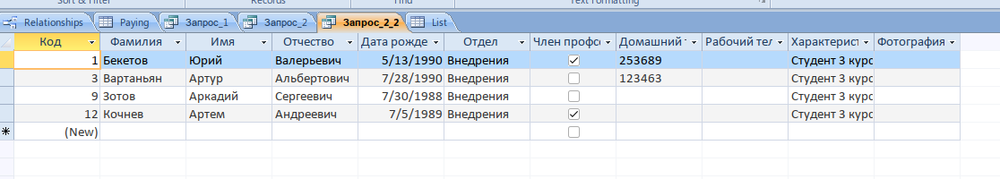 Sort & Filter Records Find Text Formatting
Relationships Paying Запрос_1 Запрос_2 Запрос_2_2 List
Код Фамилия Имя Отчество Дата рожде Отдел Член профс Домашний т Рабочий тел Характерист Фотография
1 Бекетов Юрий Валерьевич 5/13/1990 Внедрения 253689 Студент 3 курс
3 Вартаньян Артур Альбертович 7/28/1990 Внедрения 123463 Студент 3 курс
9 Зотов Аркадий Сергеевич 7/30/1988 Внедрения Студент 3 курс
12 Кочнев Артем Андреевич 7/5/1989 Внедрения Студент 3 курс
(New)